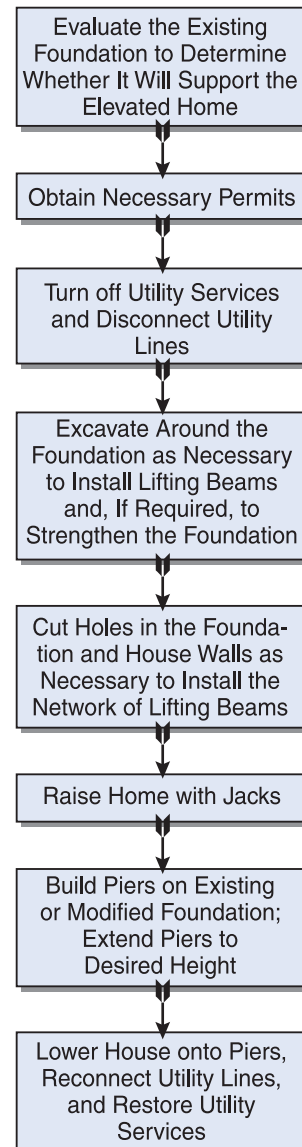 Evaluate the Existing
Foundation to Determine
Whether It Will Support the
Elevated Home
Obtain Necessary Permits
Turn off Utility Services
and Disconnect Utility
Lines
Excavate Around the
Foundation as Necessary
to Install Lifting Beams
and, If Required, to
Strengthen the Foundation
Cut Holes in the Founda-
tion and House Walls as
Necessary to Install the
Network of Lifting Beams
Raise Home with Jacks
Build Piers on Existing
or Modified Foundation;
Extend Piers to
Desired Height
Lower House onto Piers,
Reconnect Utility Lines,
and Restore Utility
Services